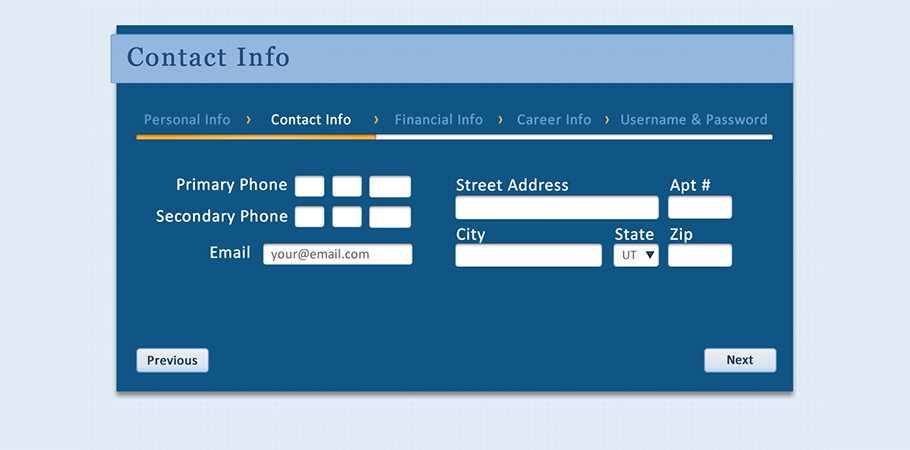 Contact Info
Personal Info › Contact Info › Financial Info › Career Info › Username & Password
Primary Phone
Secondary Phone
Email your@email.com
Street Address Apt #
City State Zip
UT
Previous Next